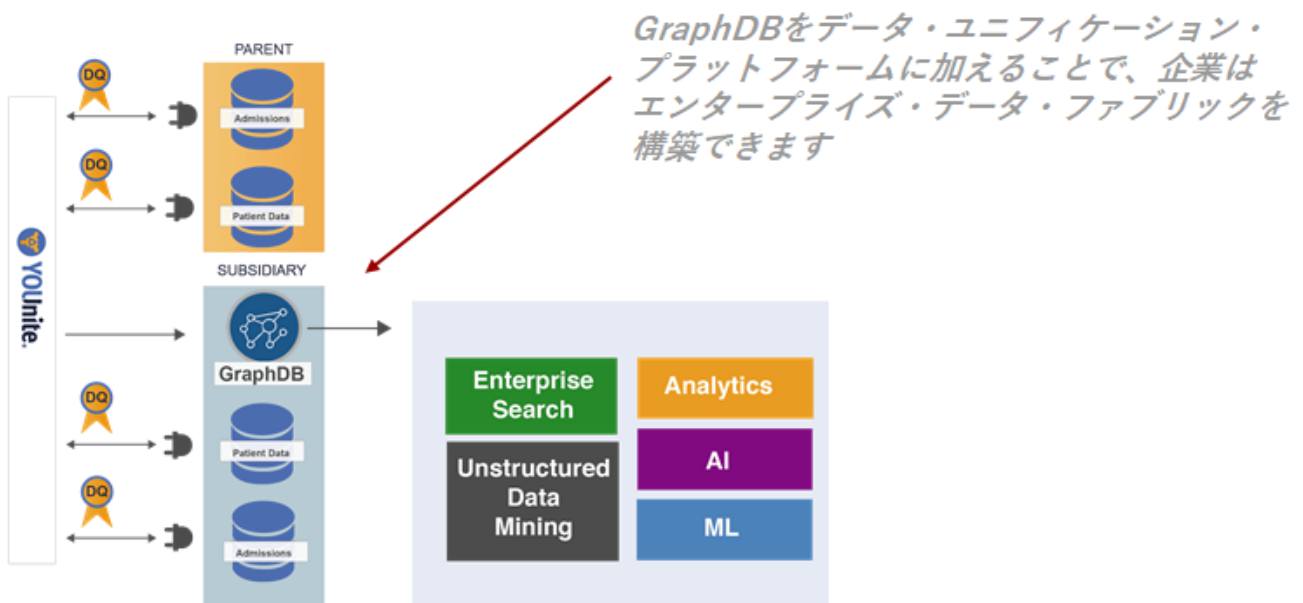 GraphDBをデータ・ユニフィケーション・
プラットフォームに加えることで、企業は
エンタープライズ・データ・ファブリックを
構築できます
PARENT
DQ
Admissions
DQ
Patient Data
YOUnite.
SUBSIDIARY
GraphDB
DQ
Patient Data
DQ
Admissions
Enterprise
Search
Unstructured
Data
Mining
Analytics
AI
ML